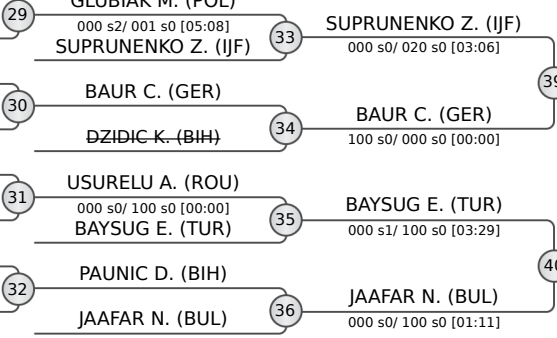 GLUBIAK M. (POL)
29
000 s2/ 001 s0 [05:08]
SUPRUNENKO Z. (IJF)
33
SUPRUNENKO Z. (IJF)
000 s0/ 020 s0 [03:06]
39
BAUR C. (GER)
30
DZIDIC K. (BIH)
34
BAUR C. (GER)
100 s0/ 000 s0 [00:00]
USURELU A. (ROU)
31
000 s0/ 100 s0 [00:00]
BAYSUG E. (TUR)
35
BAYSUG E. (TUR)
000 s1/ 100 s0 [03:29]
40
PAUNIC D. (BIH)
32
JAAFAR N. (BUL)
36
JAAFAR N. (BUL)
000 s0/ 100 s0 [01:11]